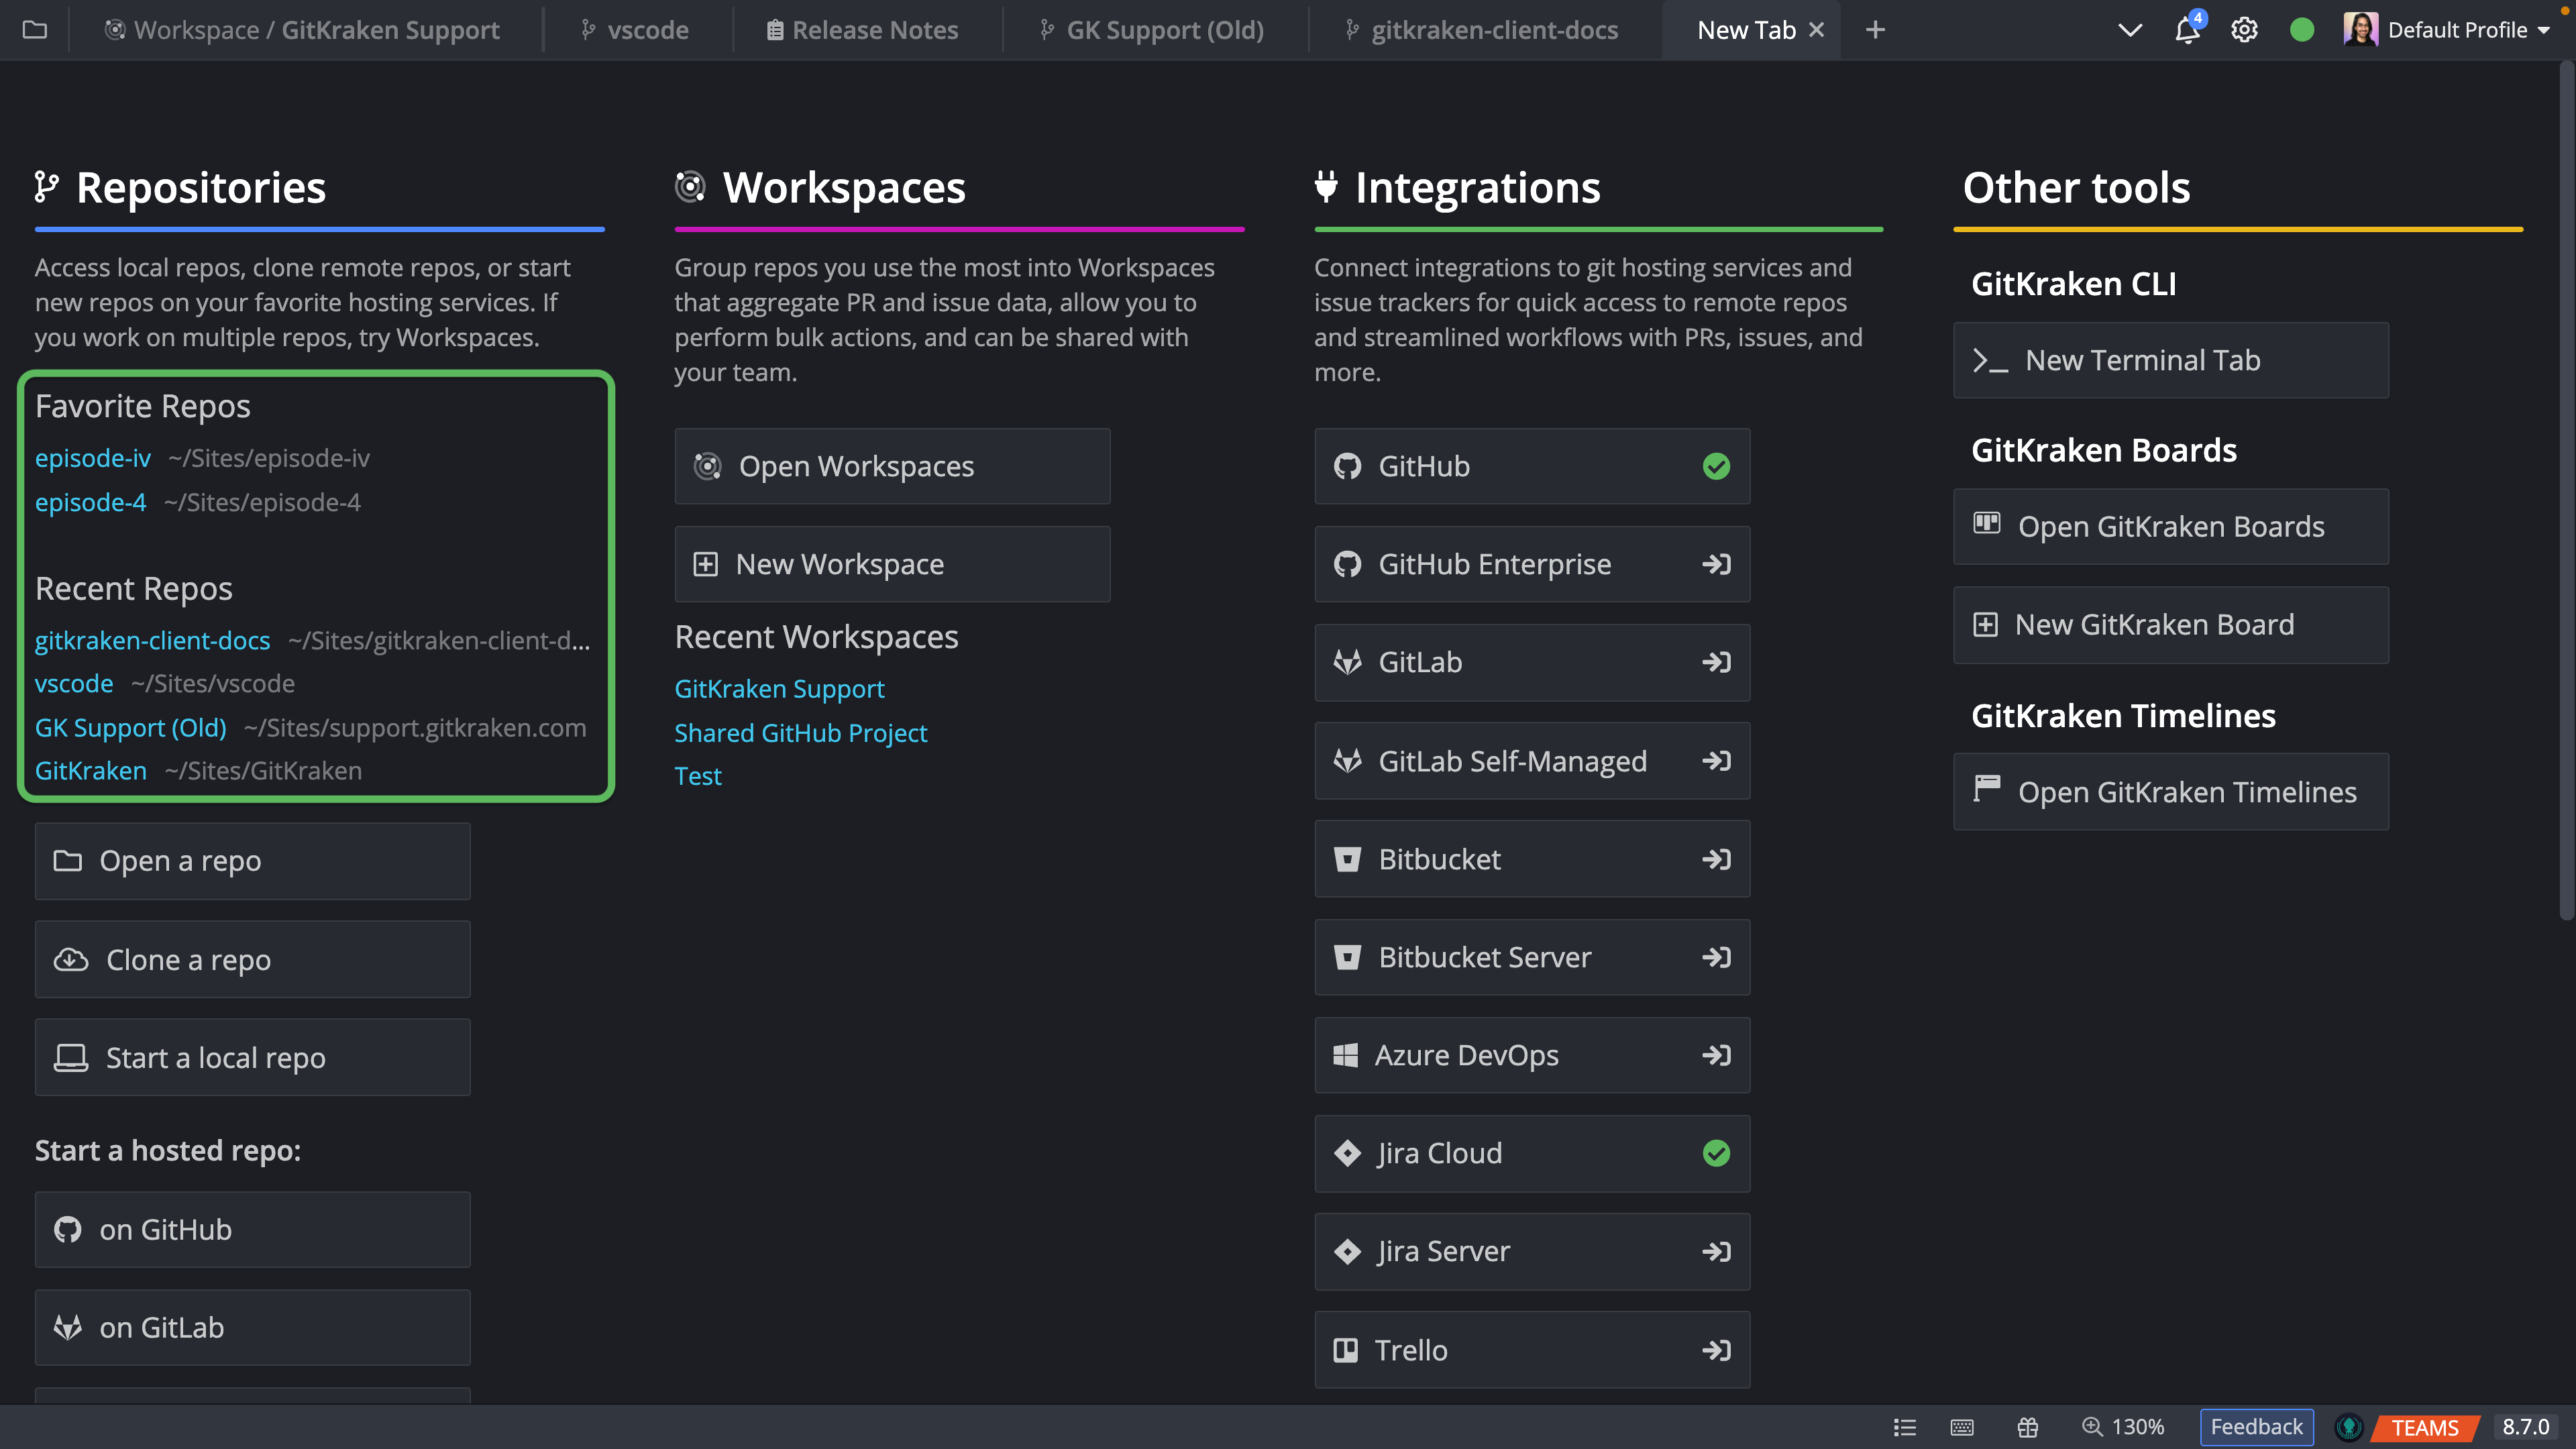 Workspace / GitKraken Support
vscode
Release Notes
GK Support (Old)
gitkraken-client-docs
New Tab
4
Default Profile
Repositories
Access local repos, clone remote repos, or start
new repos on your favorite hosting services. If
you work on multiple repos, try Workspaces.
Favorite Repos
episode-iv ~/Sites/episode-iv
episode-4 ~/Sites/episode-4
Recent Repos
gitkraken-client-docs ~/Sites/gitkraken-client-d...
vscode ~/Sites/vscode
GK Support (Old) ~/Sites/support.gitkraken.com
GitKraken ~/Sites/GitKraken
Open a repo
Clone a repo
Start a local repo
Start a hosted repo:
on GitHub
on GitLab
Workspaces
Group repos you use the most into Workspaces
that aggregate PR and issue data, allow you to
perform bulk actions, and can be shared with
your team.
Open Workspaces
New Workspace
Recent Workspaces
GitKraken Support
Shared GitHub Project
Test
Integrations
Connect integrations to git hosting services and
issue trackers for quick access to remote repos
and streamlined workflows with PRs, issues, and
more.
GitHub
GitHub Enterprise
GitLab
GitLab Self-Managed
Bitbucket
Bitbucket Server
Azure DevOps
Jira Cloud
Jira Server
Trello
Other tools
GitKraken CLI
New Terminal Tab
GitKraken Boards
Open GitKraken Boards
New GitKraken Board
GitKraken Timelines
Open GitKraken Timelines
130%
Feedback
TEAMS
8.7.0